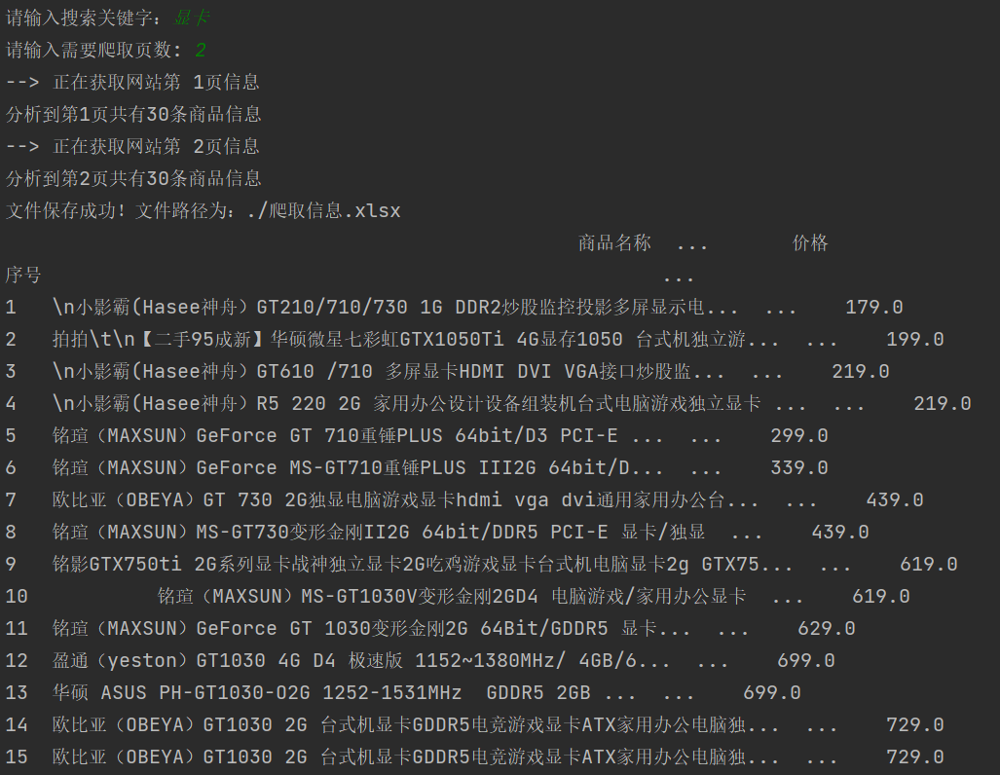 请输入搜索关键字：显卡
请输入需要爬取页数：2
--> 正在获取网站第 1页信息
分析到第1页共有30条商品信息
--> 正在获取网站第 2页信息
分析到第2页共有30条商品信息
文件保存成功！文件路径为：./爬取信息.xlsx
商品名称 ... 价格
序号 ...
1 \n小影霸(Hasee神舟）GT210/710/730 1G DDR2炒股监控投影多屏显示电... ... 179.0
2 拍拍\t\n【二手95成新】华硕微星七彩虹GTX1050Ti 4G显存1050 台式机独立游... ... 199.0
3 \n小影霸(Hasee神舟）GT610 /710 多屏显卡HDMI DVI VGA接口炒股监... ... 219.0
4 \n小影霸(Hasee神舟）R5 220 2G 家用办公设计设备组装机台式电脑游戏独立显卡 ... ... 219.0
5 铭瑄（MAXSUN）GeForce GT 710重锤PLUS 64bit/D3 PCI-E ... ... 299.0
6 铭瑄（MAXSUN）GeForce MS-GT710重锤PLUS III2G 64bit/D... ... 339.0
7 欧比亚（OBEYA）GT 730 2G独显电脑游戏显卡hdmi vga dvi通用家用办公台... ... 439.0
8 铭瑄（MAXSUN）MS-GT730变形金刚II2G 64bit/DDR5 PCI-E 显卡/独显 ... 439.0
9 铭影GTX750ti 2G系列显卡战神独立显卡2G吃鸡游戏显卡台式机电脑显卡2g GTX75... ... 619.0
10 铭瑄（MAXSUN）MS-GT1030V变形金刚2GD4 电脑游戏/家用办公显卡 ... 619.0
11 铭瑄（MAXSUN）GeForce GT 1030变形金刚2G 64Bit/GDDR5 显卡... ... 629.0
12 盈通（yeston）GT1030 4G D4 极速版 1152~1380MHz/ 4GB/6... ... 699.0
13 华硕 ASUS PH-GT1030-O2G 1252-1531MHz  GDDR5 2GB ... ... 699.0
14 欧比亚（OBEYA）GT1030 2G 台式机显卡GDDR5电竞游戏显卡ATX家用办公电脑独... ... 729.0
15 欧比亚（OBEYA）GT1030 2G 台式机显卡GDDR5电竞游戏显卡ATX家用办公电脑独... ... 729.0